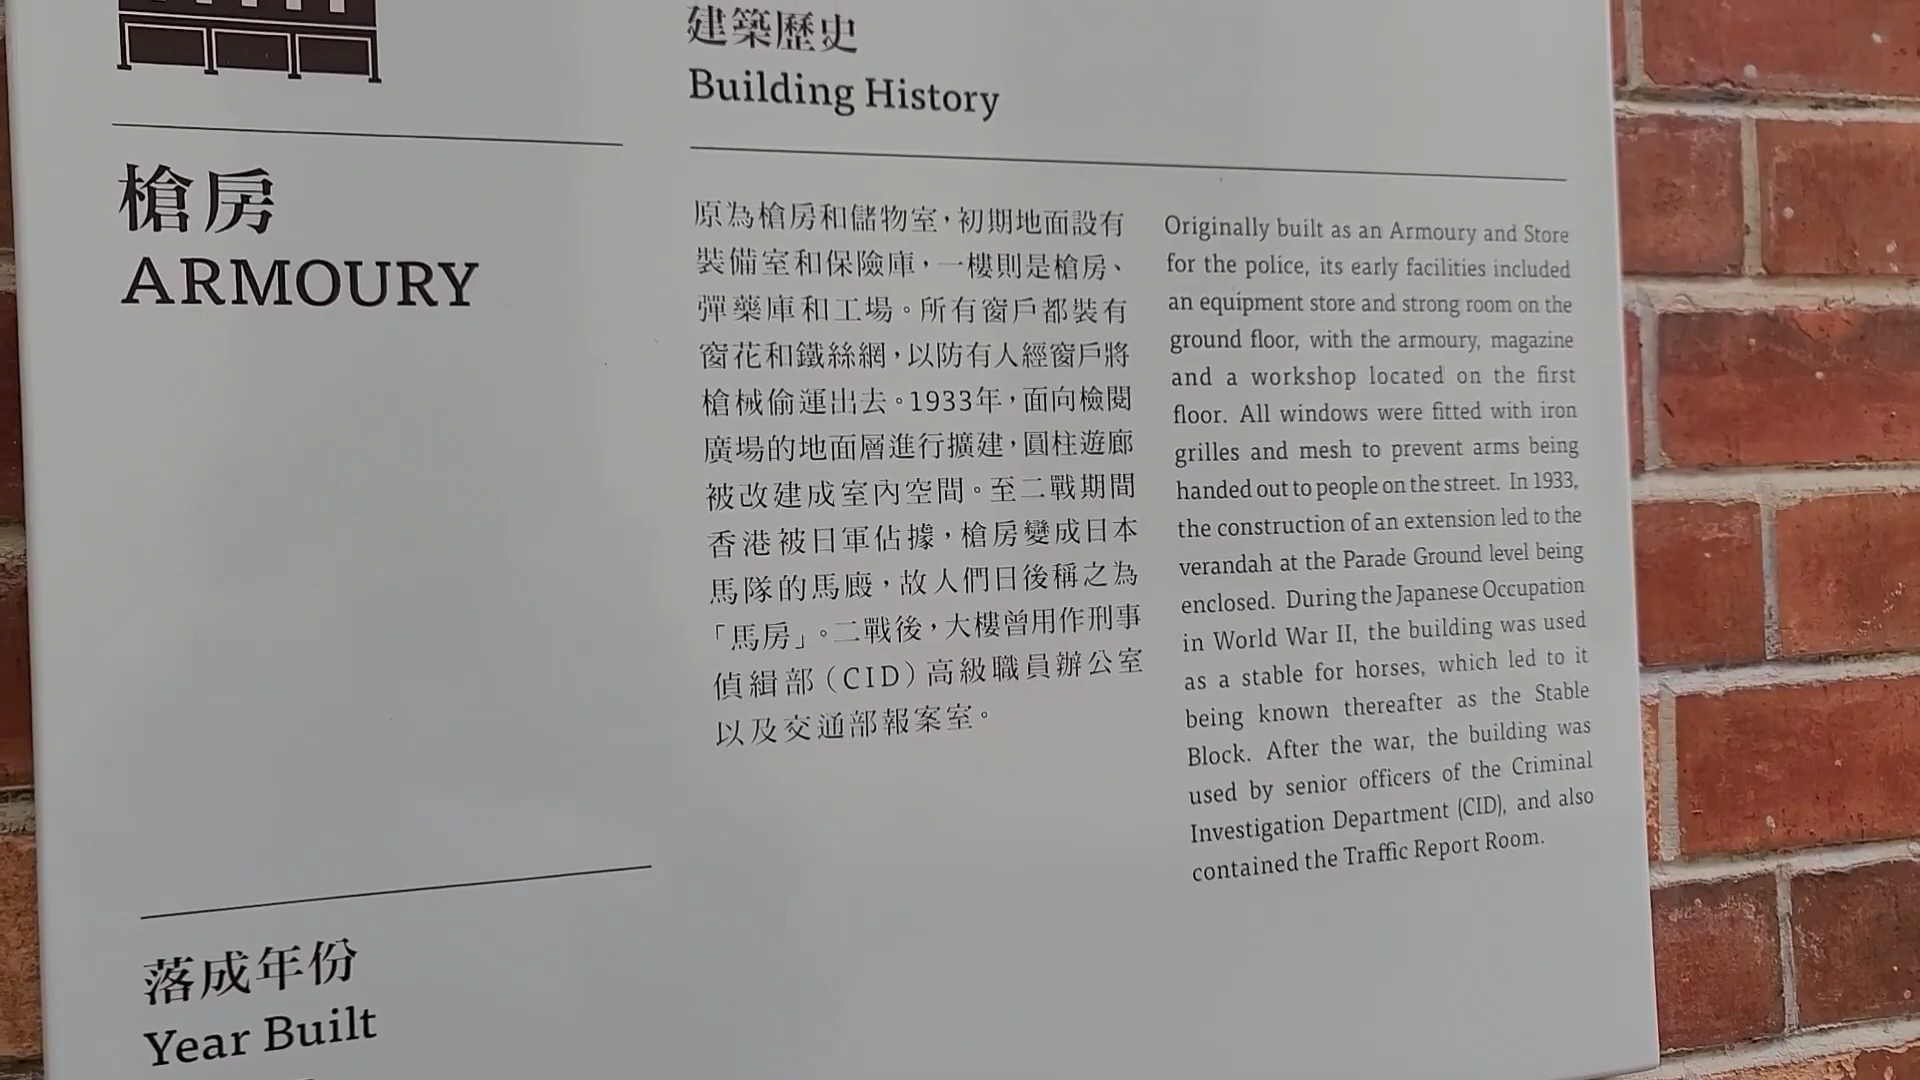 槍房
ARMOURY
落成年份
Year Built
建築歷史
Building History
原為槍房和儲物室，初期地面設有
裝備室和保險庫，一樓則是槍房、
彈藥庫和工場。所有窗戶都裝有
窗花和鐵絲網，以防有人經窗戶將
槍械偷運出去。1933年，面向檢閱
廣場的地面層進行擴建，圓柱遊廊
被改建成室內空間。至二戰期間
香港被日軍佔據，槍房變成日本
馬隊的馬廄，故人們日後稱之為
「馬房」。二戰後，大樓曾用作刑事
偵緝部（CID）高級職員辦公室
以及交通部報案室。
Originally built as an Armoury and Store
for the police, its early facilities included
an equipment store and strong room on the
ground floor, with the armoury, magazine
and a workshop located on the first
floor. All windows were fitted with iron
grilles and mesh to prevent arms being
handed out to people on the street. In 1933,
the construction of an extension led to the
verandah at the Parade Ground level being
enclosed. During the Japanese Occupation
in World War II, the building was used
as a stable for horses, which led to it
being known thereafter as the Stable
Block. After the war, the building was
used by senior officers of the Criminal
Investigation Department (CID), and also
contained the Traffic Report Room.